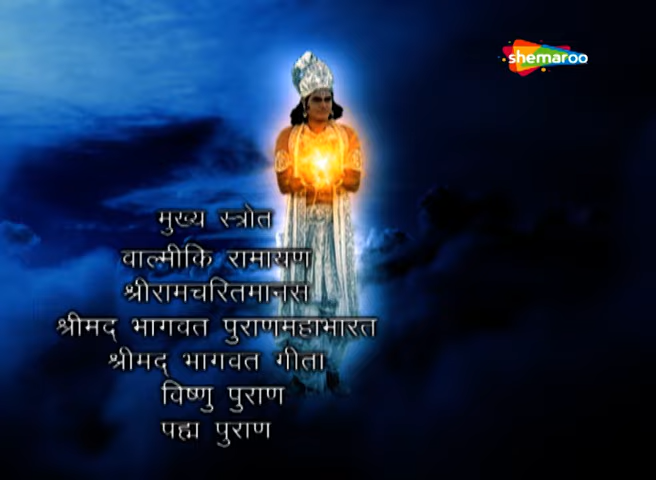 shemaroo
मुख्य स्त्रोत
वाल्मीकि रामायण
श्रीरामचरितमानस
श्रीमद् भागवत पुराणमहाभारत
श्रीमद् भागवत गीता
विष्णु पुराण
पद्म पुराण